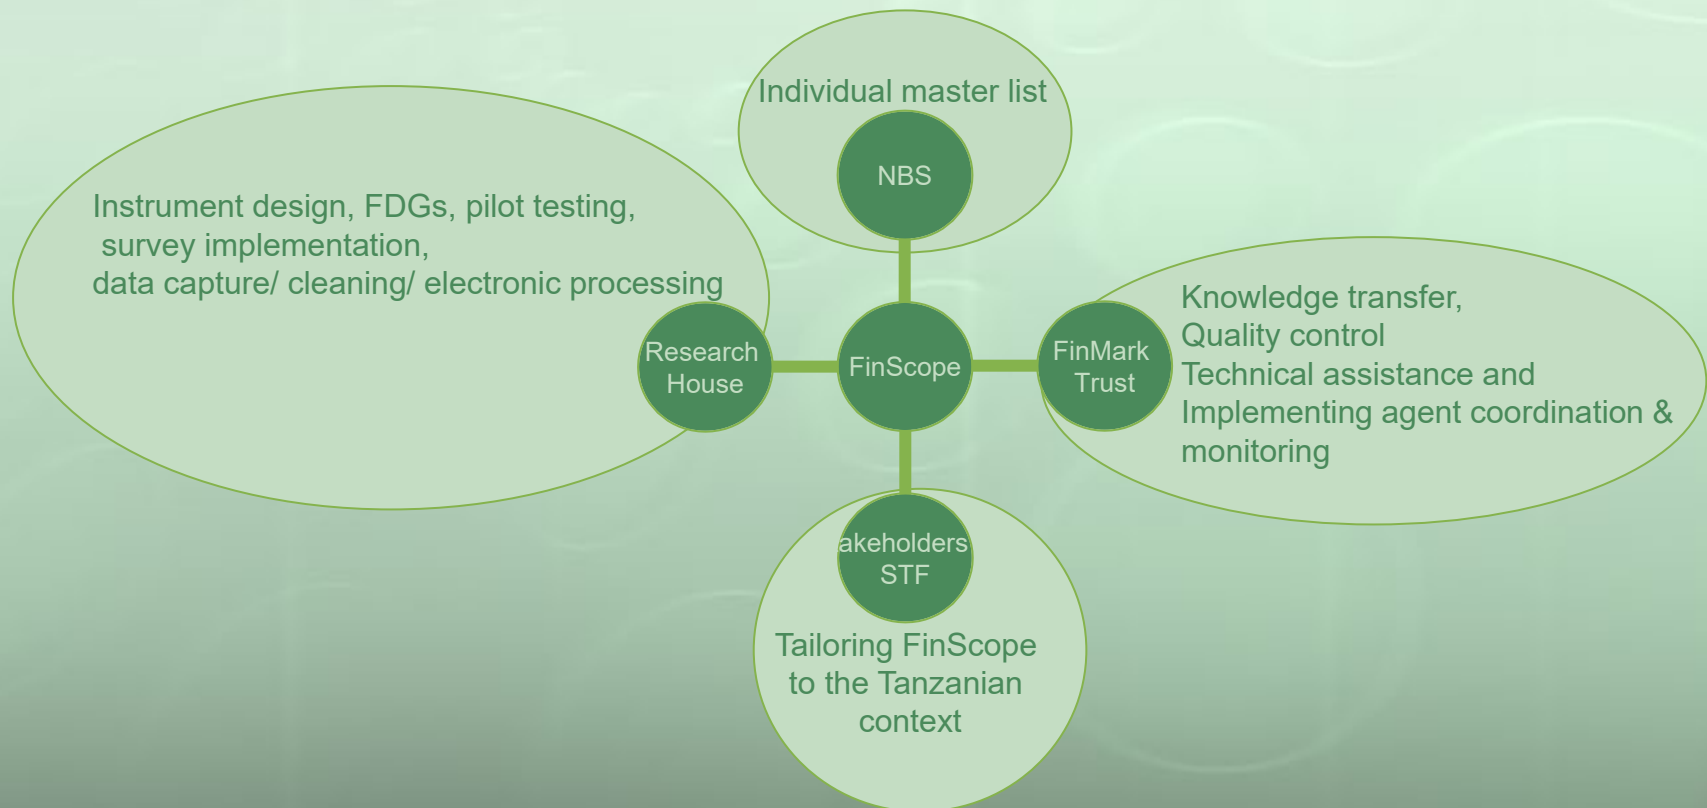 Individual master list
NBS
Instrument design, FDGs, pilot testing,
survey implementation,
data capture/ cleaning/ electronic processing
Research
House
FinScope
FinMark
Trust
Knowledge transfer,
Quality control
Technical assistance and
Implementing agent coordination &
monitoring
akeholders
STF
Tailoring FinScope
to the Tanzanian
context